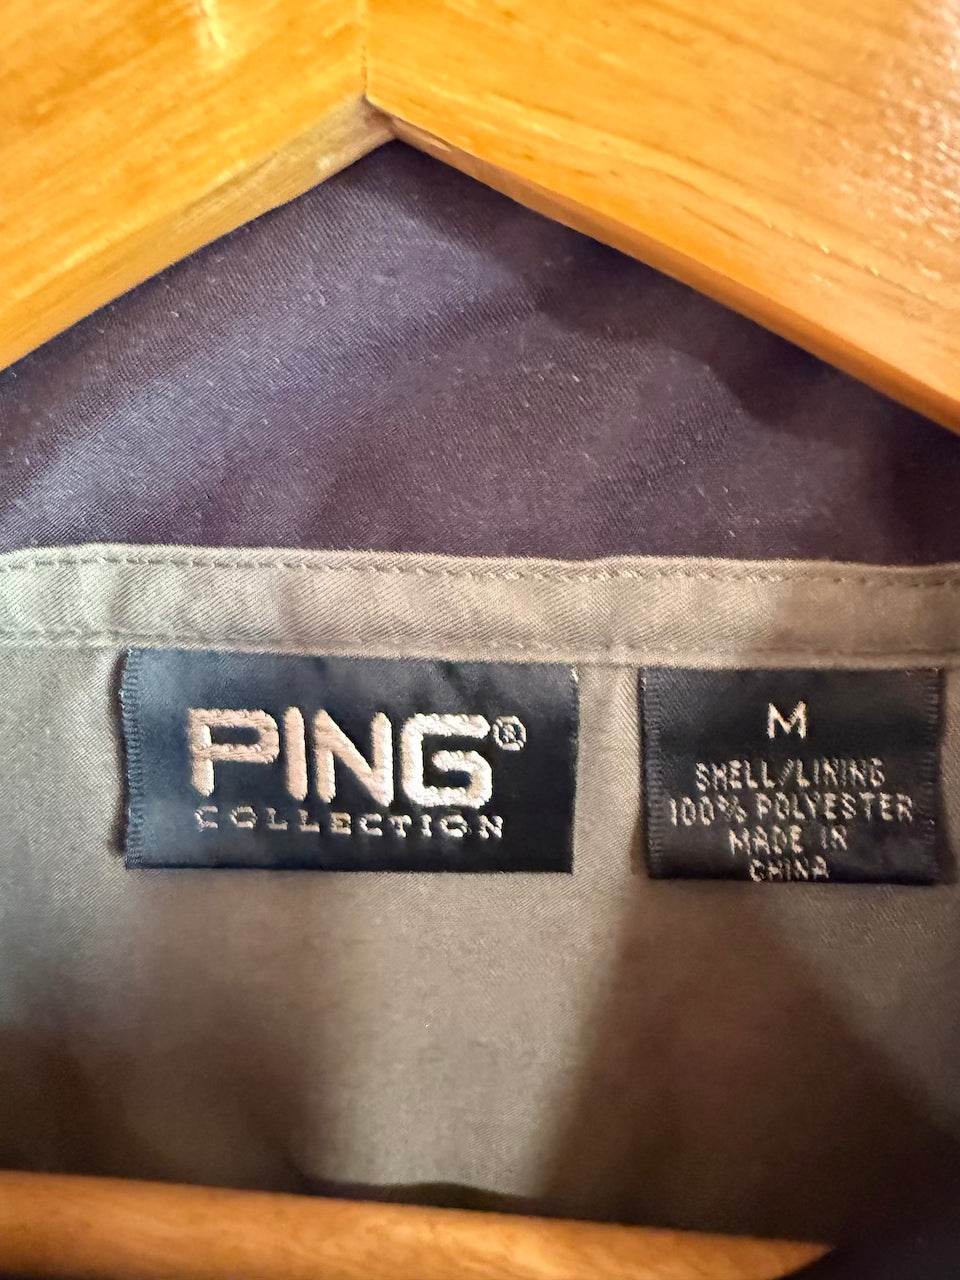 PING®
COLLECTION
M
SHELL/LINING
100% POLYESTER
MADE IN
CHINA